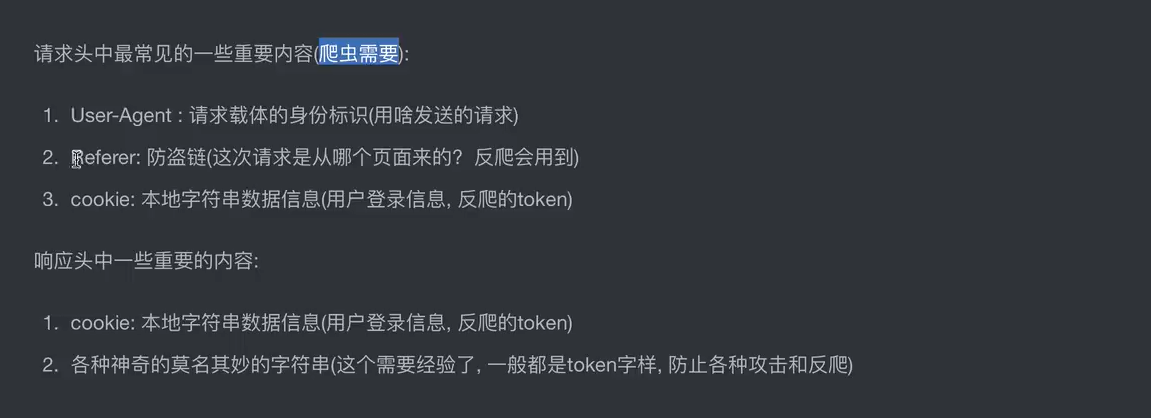 请求头中最常见的一些重要内容(爬虫需要):
1. User-Agent : 请求载体的身份标识(用啥发送的请求)
2. Referer: 防盗链(这次请求是从哪个页面来的? 反爬会用到)
3. cookie: 本地字符串数据信息(用户登录信息, 反爬的token)
响应头中一些重要的内容:
1. cookie: 本地字符串数据信息(用户登录信息, 反爬的token)
2. 各种神奇的莫名其妙的字符串(这个需要经验了, 一般都是token字样, 防止各种攻击和反爬)